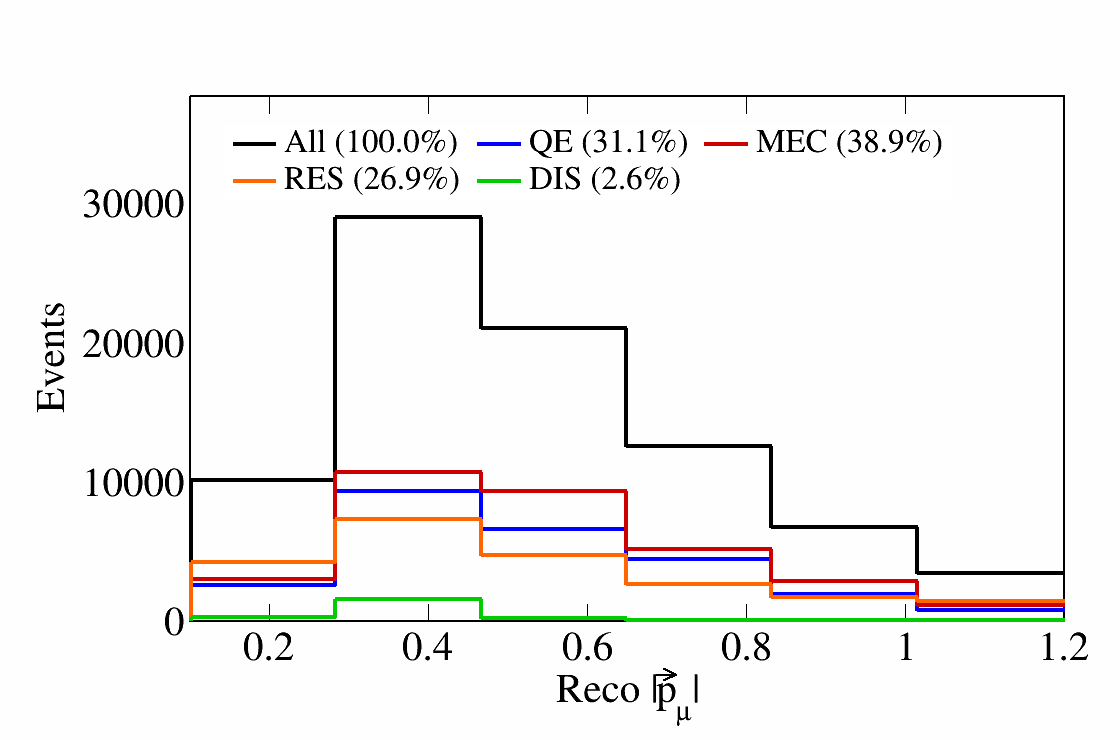 All (100.0%) QE (31.1%) MEC (38.9%)
RES (26.9%) DIS (2.6%)
30000
20000
10000
0
Events
0.2 0.4 0.6 0.8 1 1.2
Reco |p⃗μ|